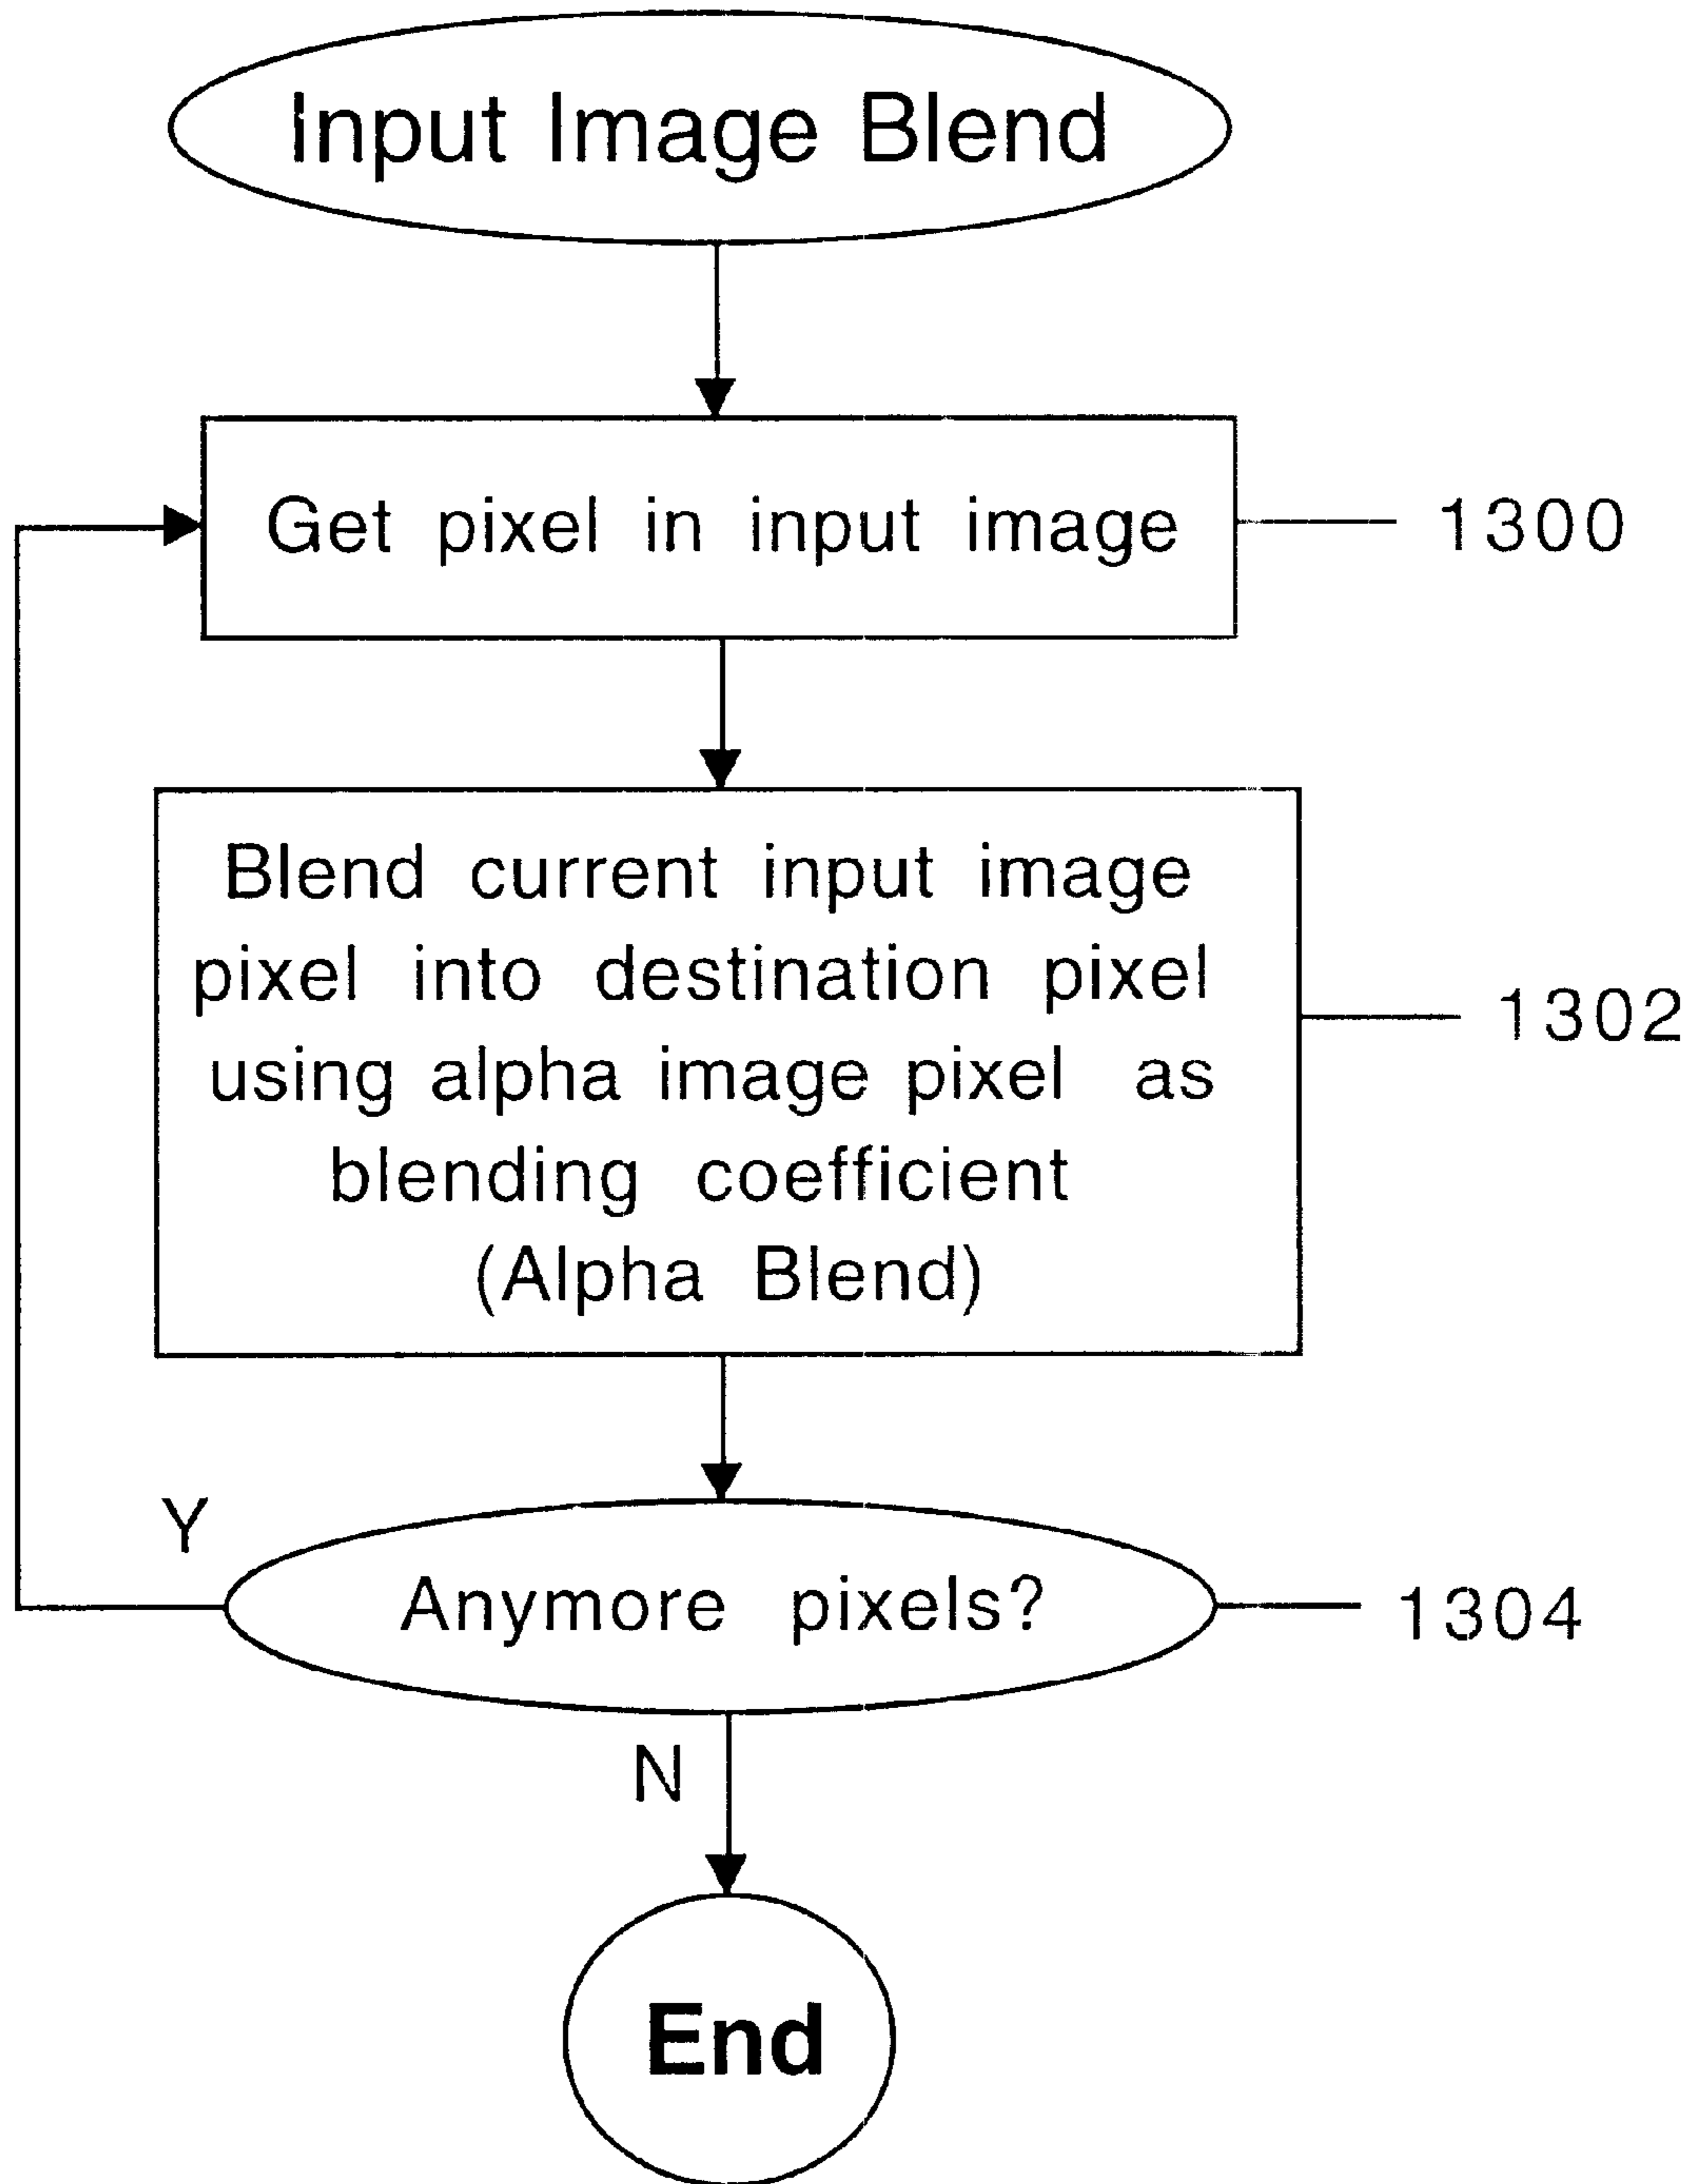 Input Image Blend
Get pixel in input image
1300
Blend current input image
pixel into destination pixel
using alpha image pixel as
blending coefficient
(Alpha Blend)
1302
Y
Anymore pixels?
1304
N
End